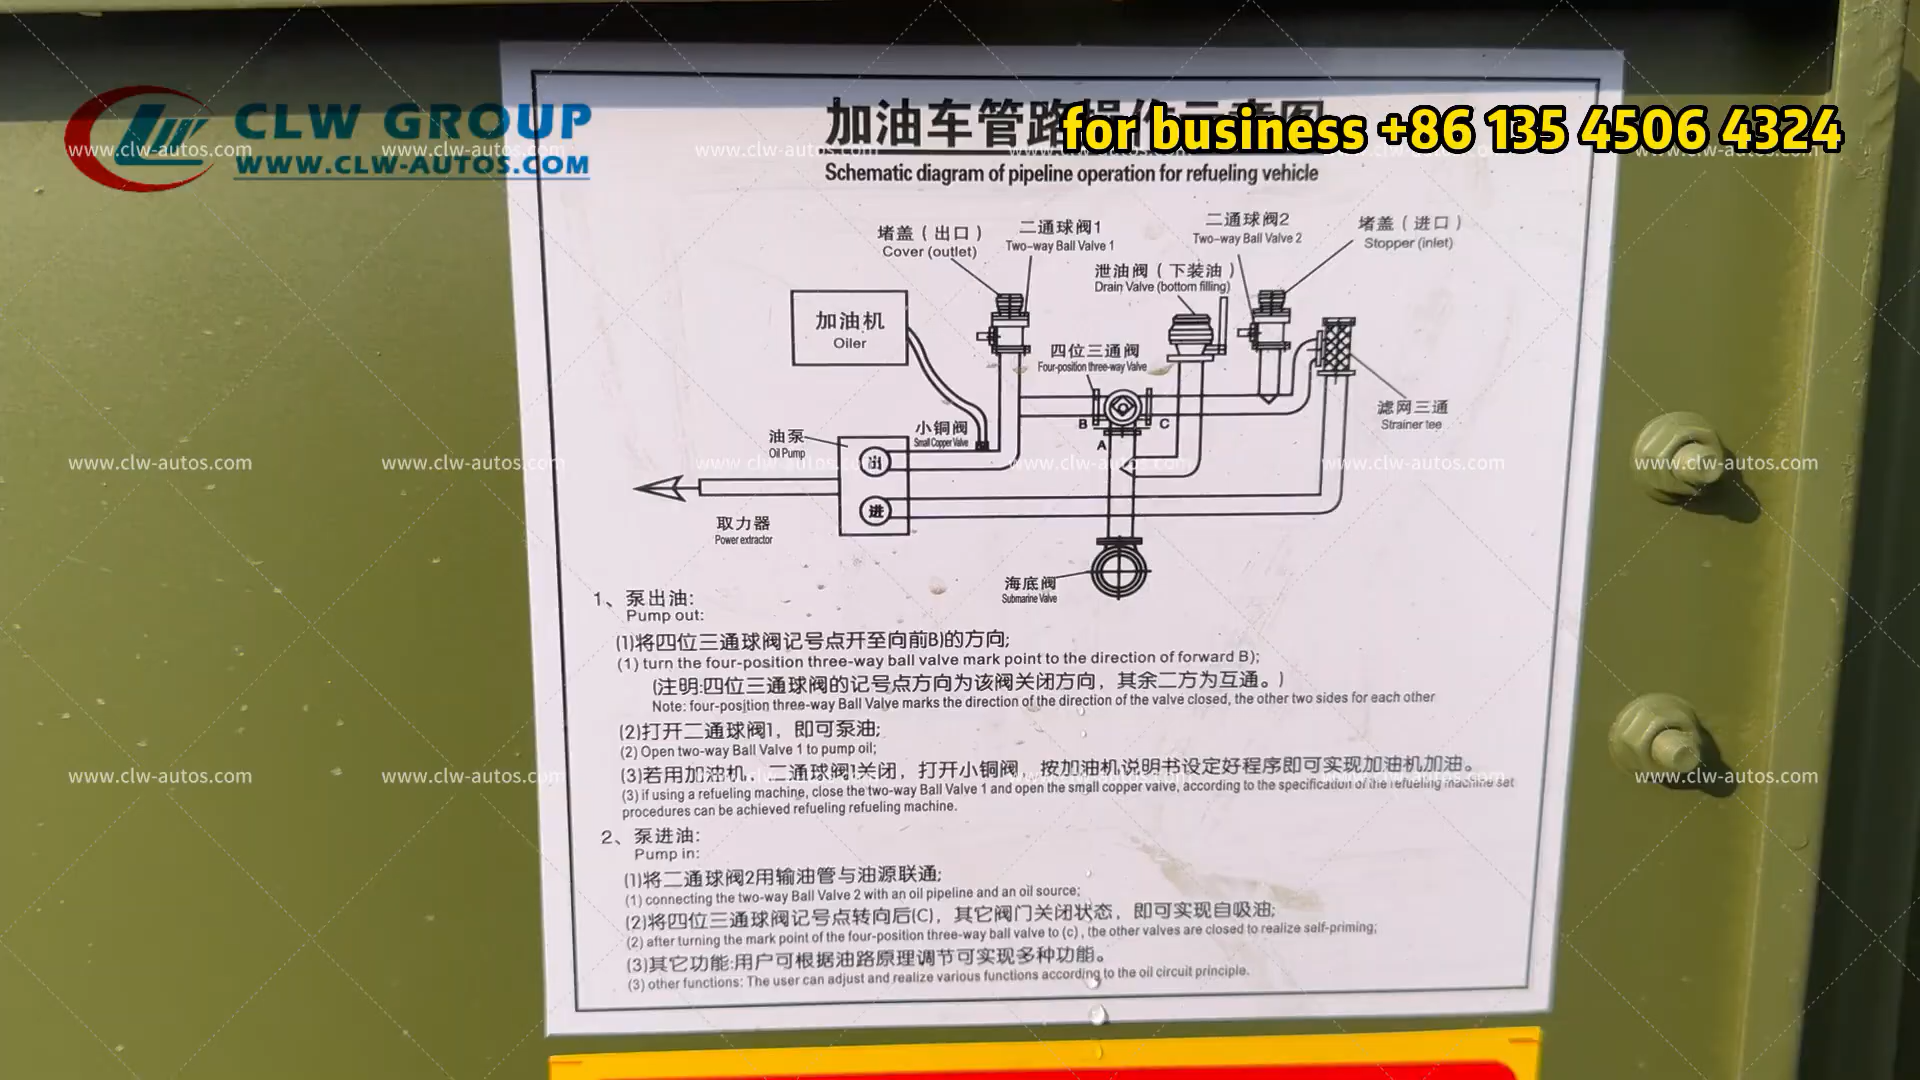 CLW GROUP
WWW.CLW-AUTOS.COM
for business +86 135 4506 4324
加油车管路操作示意图
Schematic diagram of pipeline operation for refueling vehicle
堵盖（出口）
Cover (outlet)
二通球阀1
Two-way Ball Valve 1
二通球阀2
Two-way Ball Valve 2
堵盖（进口）
Stopper (inlet)
泄油阀（下装油）
Drain Valve (bottom filling)
加油机
Oiler
四位三通阀
Four-position three-way Valve
B
C
A
滤网三通
Strainer tee
小铜阀
Small Copper Valve
油泵
Oil Pump
出
进
取力器
Power extractor
海底阀
Submarine Valve
1、泵出油:
Pump out:
(1)将四位三通球阀记号点开至向前B)的方向;
(1) turn the four-position three-way ball valve mark point to the direction of forward B);
(注明:四位三通球阀的记号点方向为该阀关闭方向，其余二方为互通。)
Note: four-position three-way Ball Valve marks the direction of the direction of the valve closed, the other two sides for each other
(2)打开二通球阀1，即可泵油;
(2) Open two-way Ball Valve 1 to pump oil;
(3)若用加油机、二通球阀1关闭，打开小铜阀，按加油机说明书设定好程序即可实现加油机加油。
(3) if using a refueling machine, close the two-way Ball Valve 1 and open the small copper valve, according to the specification of the refueling machine set
procedures can be achieved refueling refueling machine.
2、泵进油:
Pump in:
(1)将二通球阀2用输油管与油源联通;
(1) connecting the two-way Ball Valve 2 with an oil pipeline and an oil source;
(2)将四位三通球阀记号点转向后(C)，其它阀门关闭状态，即可实现自吸油;
(2) after turning the mark point of the four-position three-way ball valve to (c) , the other valves are closed to realize self-priming;
(3)其它功能:用户可根据油路原理调节可实现多种功能。
(3) other functions: The user can adjust and realize various functions according to the oil circuit principle.
www.clw-autos.com